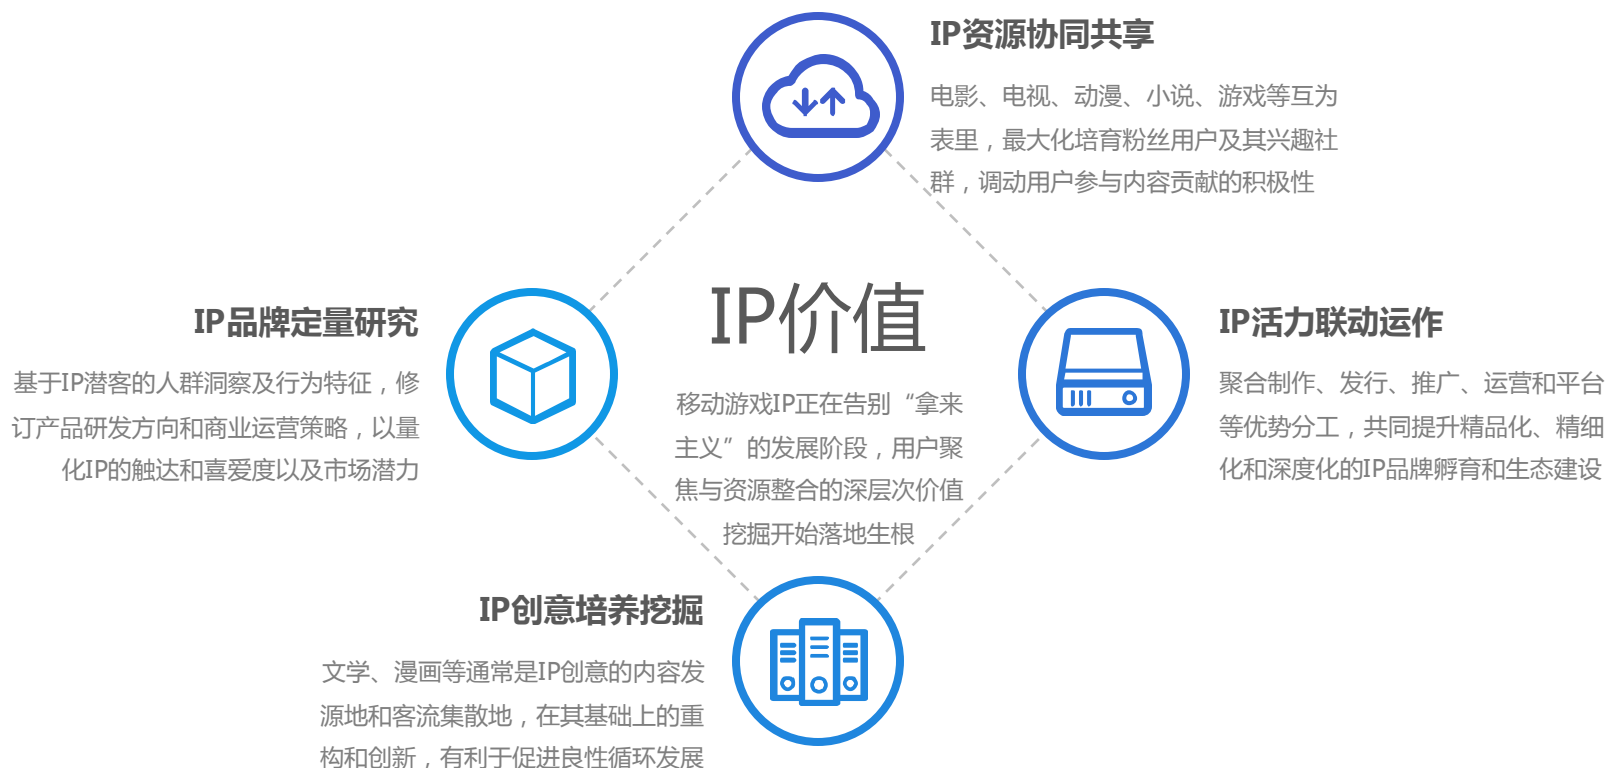 IP资源协同共享
电影、电视、动漫、小说、游戏等互为
表里，最大化培育粉丝用户及其兴趣社
群，调动用户参与内容贡献的积极性
IP品牌定量研究
基于IP潜客的人群洞察及行为特征，修
订产品研发方向和商业运营策略，以量
化IP的触达和喜爱度以及市场潜力
IP价值
移动游戏IP正在告别“拿来
主义”的发展阶段，用户聚
焦与资源整合的深层次价值
挖掘开始落地生根
IP活力联动运作
聚合制作、发行、推广、运营和平台
等优势分工，共同提升精品化、精细
化和深度化的IP品牌孵育和生态建设
IP创意培养挖掘
文学、漫画等通常是IP创意的内容发
源地和客流集散地，在其基础上的重
构和创新，有利于促进良性循环发展